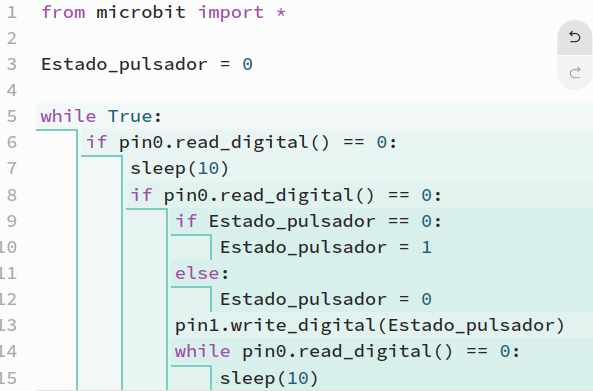 1 from microbit import *
2
3 Estado_pulsador = 0
4
5 while True:
6     if pin0.read_digital() == 0:
7         sleep(10)
8         if pin0.read_digital() == 0:
9             if Estado_pulsador == 0:
10                 Estado_pulsador = 1
11             else:
12                 Estado_pulsador = 0
13             pin1.write_digital(Estado_pulsador)
14             while pin0.read_digital() == 0:
15                 sleep(10)